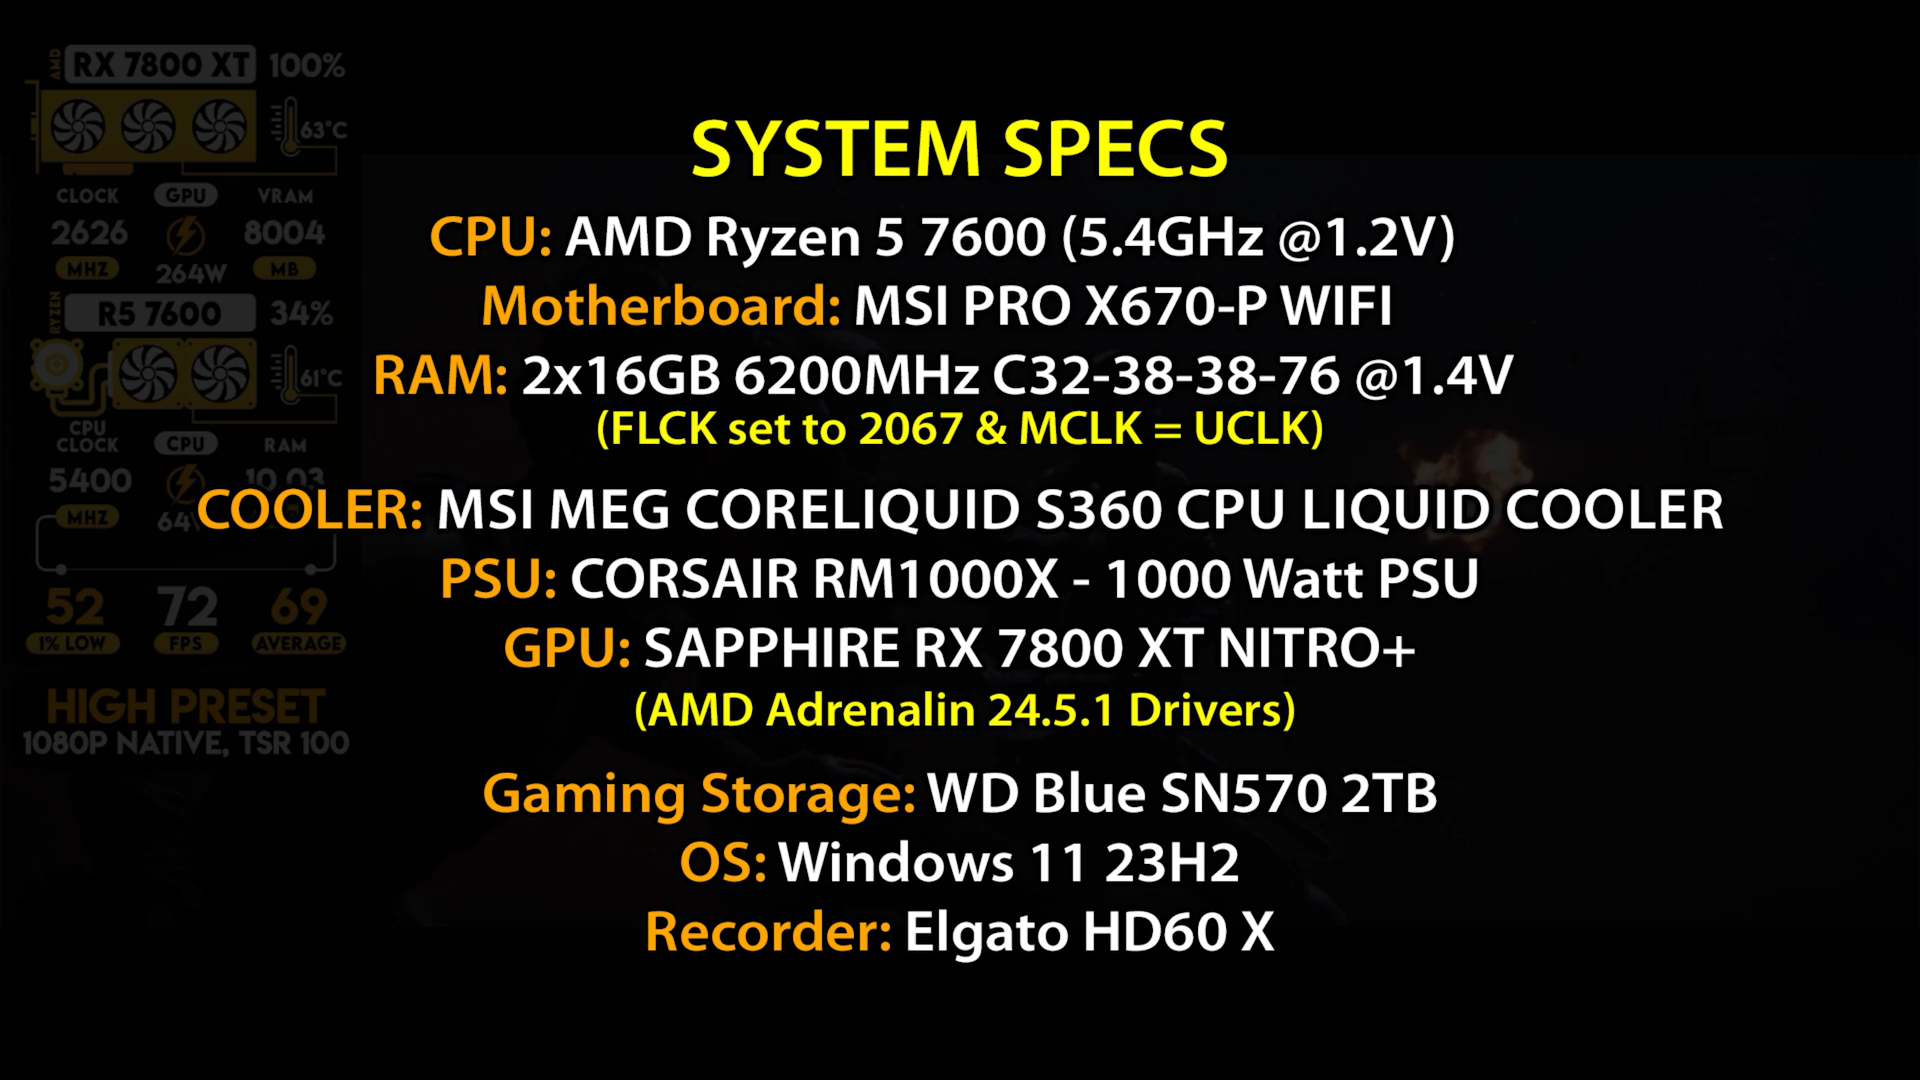 AMD RX 7800 XT 100%
63°C
CLOCK GPU VRAM
2626 8004
MHZ 264W MB
RYZEN R5 7600 34%
61°C
CPU CLOCK CPU RAM
5400 10.03
MHZ 64
52 72 69
1% LOW FPS AVERAGE
HIGH PRESET
1080P NATIVE, TSR 100
SYSTEM SPECS
CPU: AMD Ryzen 5 7600 (5.4GHz @1.2V)
Motherboard: MSI PRO X670-P WIFI
RAM: 2x16GB 6200MHz C32-38-38-76 @1.4V
(FLCK set to 2067 & MCLK = UCLK)
COOLER: MSI MEG CORELIQUID S360 CPU LIQUID COOLER
PSU: CORSAIR RM1000X - 1000 Watt PSU
GPU: SAPPHIRE RX 7800 XT NITRO+
(AMD Adrenalin 24.5.1 Drivers)
Gaming Storage: WD Blue SN570 2TB
OS: Windows 11 23H2
Recorder: Elgato HD60 X